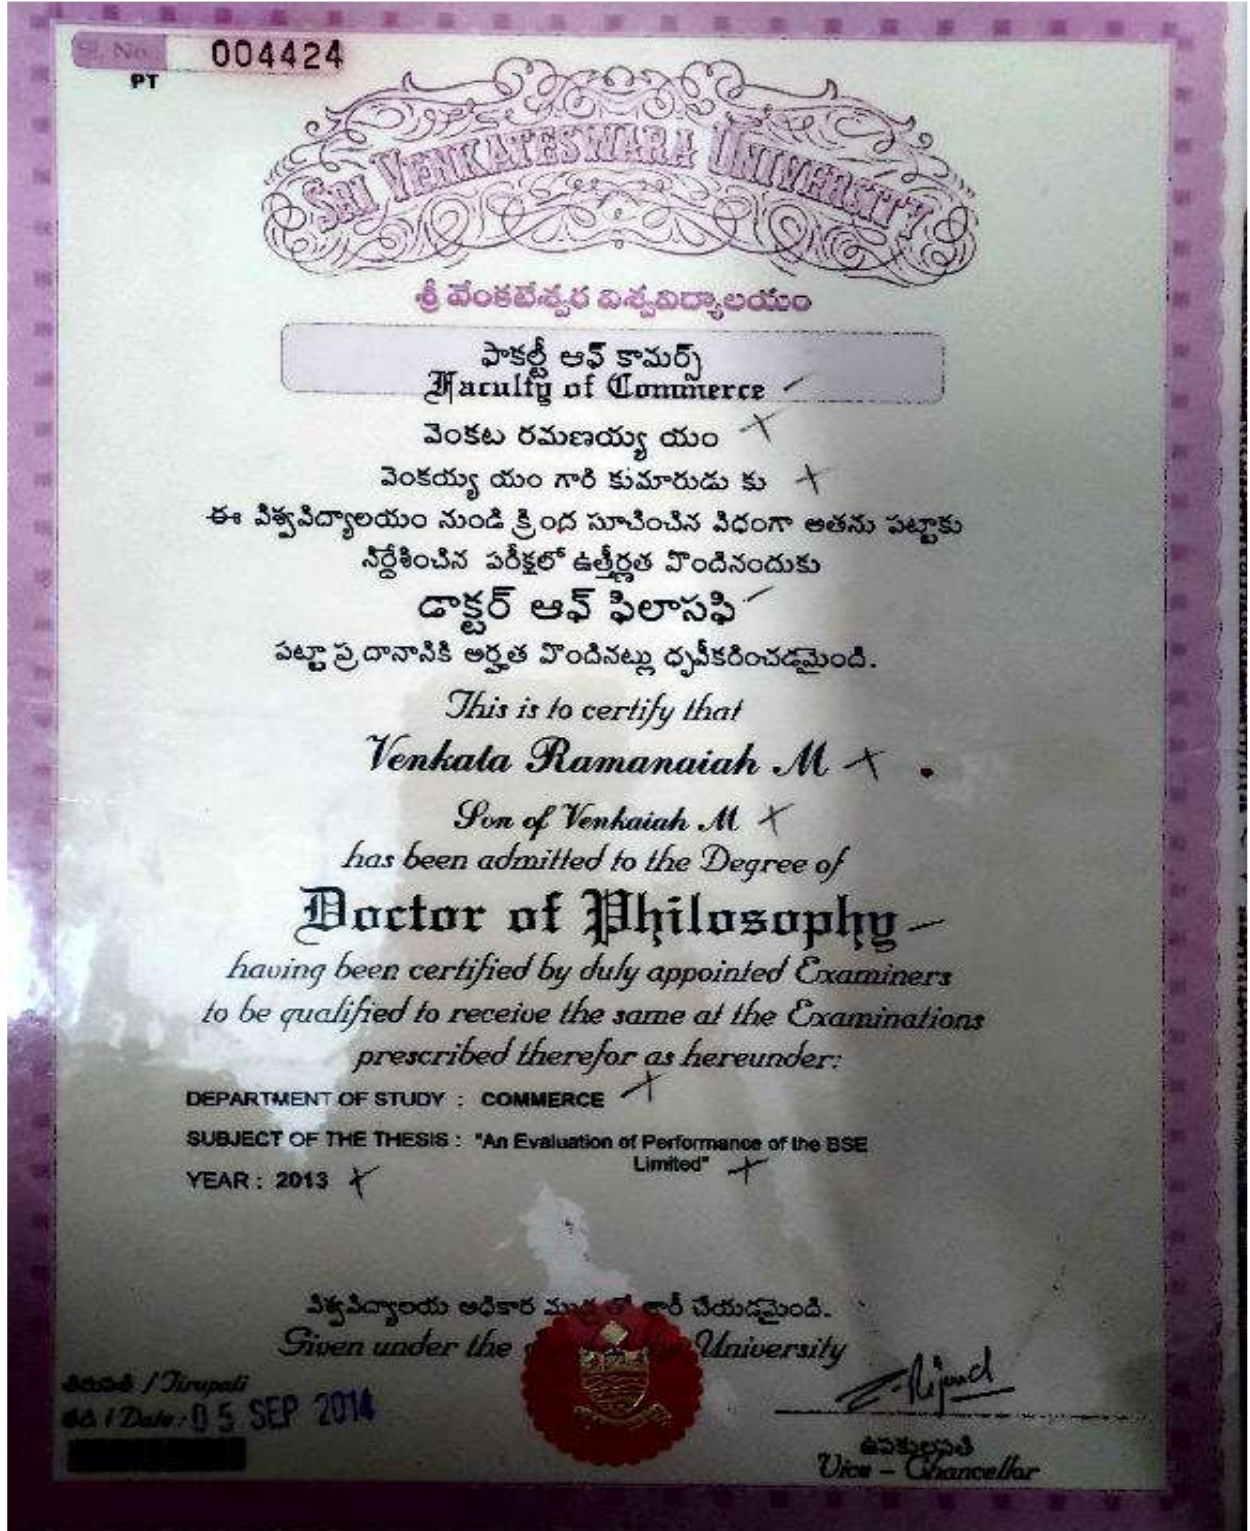 Sl. No. 004424
PT
SRI VENKATESWARA UNIVERSITY
శ్రీ వేంకటేశ్వర విశ్వవిద్యాలయం
ఫాకల్టీ ఆఫ్ కామర్స్
Faculty of Commerce
వెంకట రమణయ్య యం
వెంకయ్య యం గారి కుమారుడు కు
ఈ విశ్వవిద్యాలయం నుండి క్రింద సూచించిన విధంగా అతను పట్టాకు
నిర్దేశించిన పరీక్షలో ఉత్తీర్ణత పొందినందుకు
డాక్టర్ ఆఫ్ ఫిలాసఫి
పట్టా ప్రదానానికి అర్హత పొందినట్లు ధృవీకరించడమైంది.
This is to certify that
Venkata Ramanaiah M
Son of Venkaiah M
has been admitted to the Degree of
Doctor of Philosophy
having been certified by duly appointed Examiners
to be qualified to receive the same at the Examinations
prescribed therefor as hereunder:
DEPARTMENT OF STUDY : COMMERCE
SUBJECT OF THE THESIS : "An Evaluation of Performance of the BSE
Limited"
YEAR : 2013
విశ్వవిద్యాలయ అధికార ముద్ర తో జారీ చేయడమైంది.
Given under the University
తిరుపతి / Tirupati
తేది / Date : 05 SEP 2014
ఉపకులపతి
Vice - Chancellor